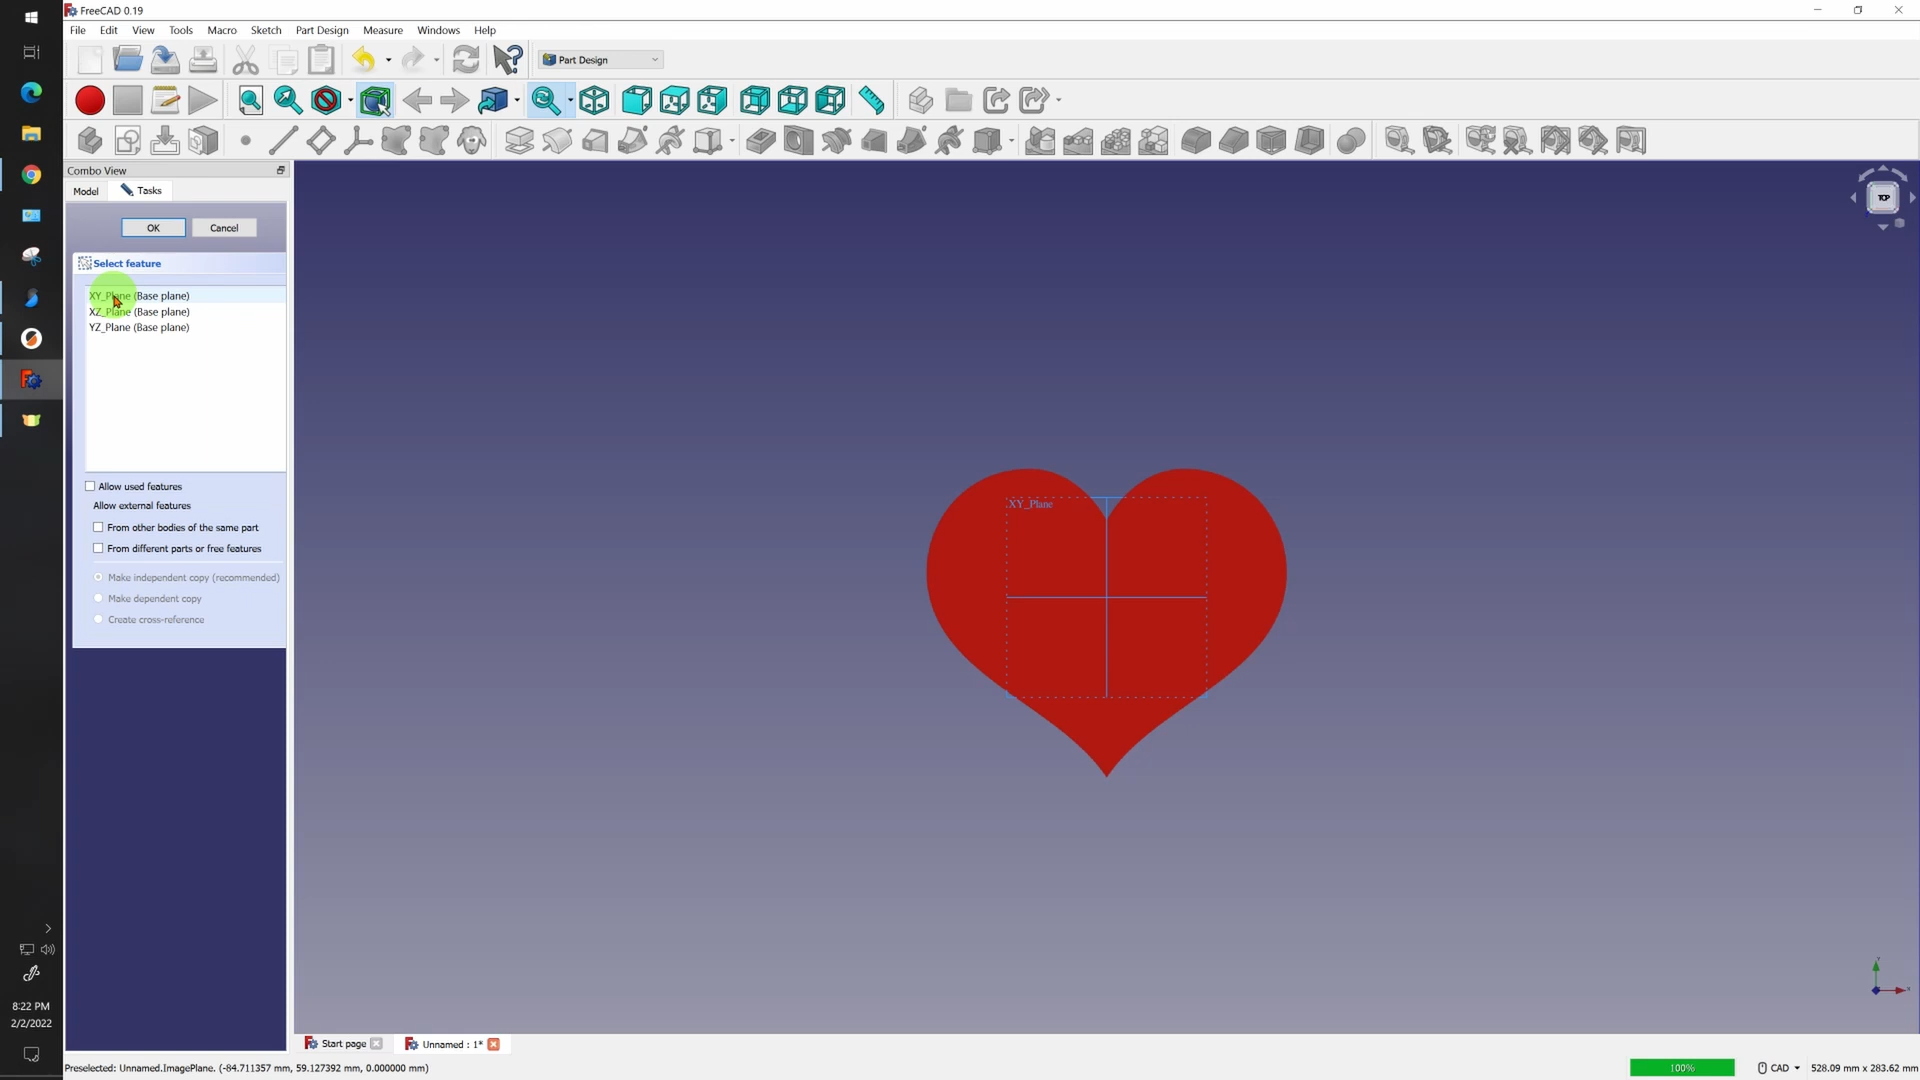 FreeCAD 0.19
File Edit View Tools Macro Sketch Part Design Measure Windows Help
Part Design
Combo View
Model Tasks
TOP
OK Cancel
Select feature
XY_Plane (Base plane)
XZ_Plane (Base plane)
YZ_Plane (Base plane)
XY_Plane
Allow used features
Allow external features
From other bodies of the same part
From different parts or free features
Make independent copy (recommended)
Make dependent copy
Create cross-reference
8:22 PM
2/2/2022
Start page Unnamed : 1*
Preselected: Unnamed.ImagePlane. (-84.711357 mm, 59.127392 mm, 0.000000 mm)
100% CAD 528.09 mm x 283.62 mm